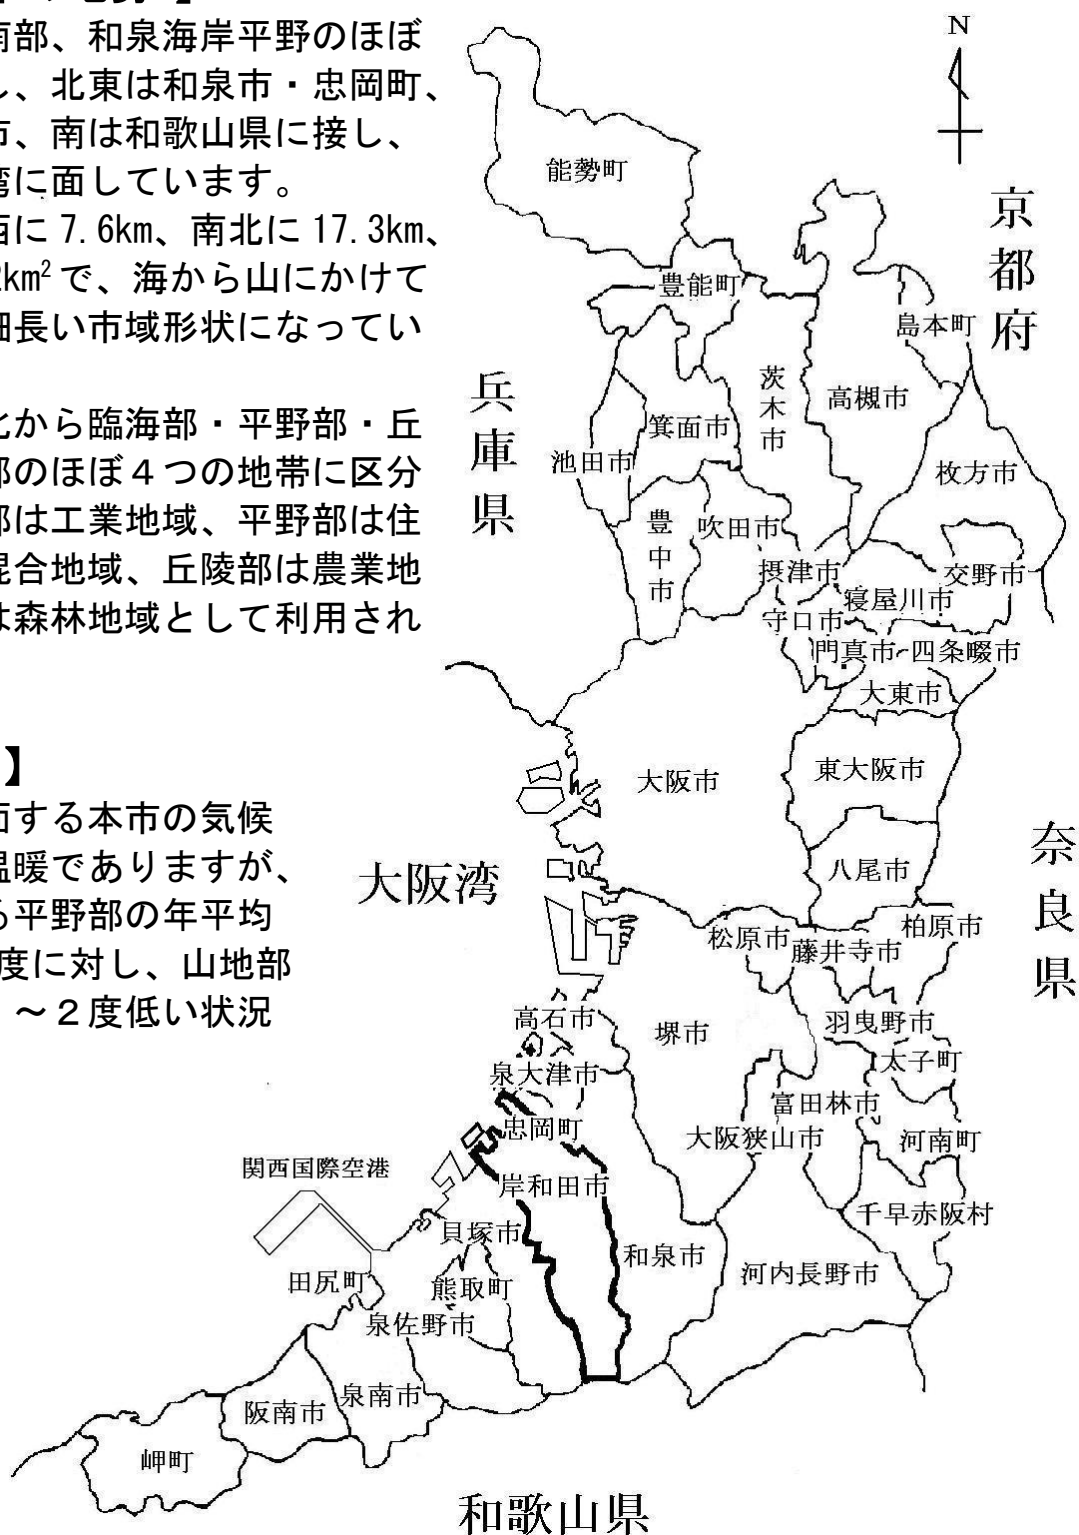 南部、和泉海岸平野のほぼ
、北東は和泉市・忠岡町、
市、南は和歌山県に接し、
湾に面しています。
西に 7.6km、南北に 17.3km、
km²で、海から山にかけて
細長い市域形状になってい
から臨海部・平野部・丘
部のほぼ４つの地帯に区分
部は工業地域、平野部は住
混合地域、丘陵部は農業地
は森林地域として利用され
】
面する本市の気候
温暖でありますが、
る平野部の年平均
度に対し、山地部
～２度低い状況
N
京都府
兵庫県
奈良県
大阪湾
和歌山県
能勢町
豊能町
島本町
茨木市
高槻市
箕面市
池田市
枚方市
豊中市
吹田市
摂津市
交野市
寝屋川市
守口市
門真市
四条畷市
大東市
大阪市
東大阪市
八尾市
柏原市
松原市
藤井寺市
高石市
堺市
羽曳野市
太子町
泉大津市
富田林市
忠岡町
大阪狭山市
河南町
関西国際空港
岸和田市
千早赤阪村
貝塚市
和泉市
河内長野市
田尻町
熊取町
泉佐野市
泉南市
阪南市
岬町